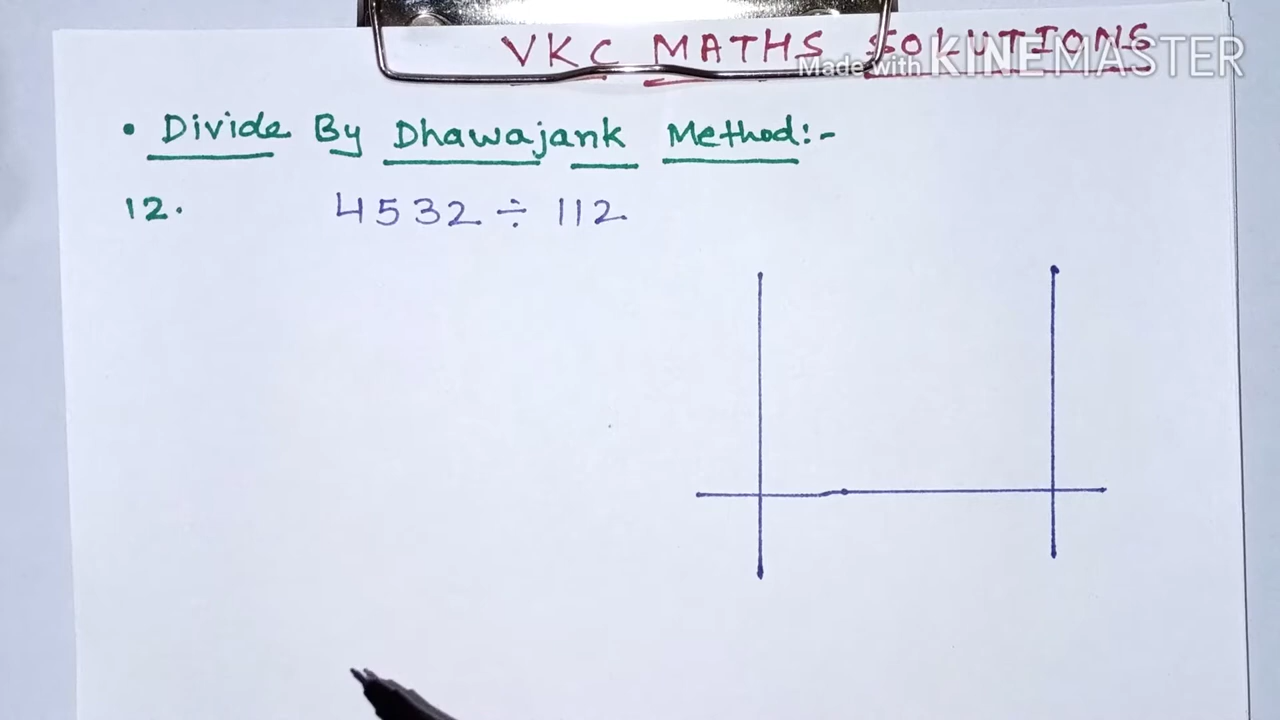 VKC MATHS SOLUTIONS
Made with KINEMASTER
• Divide By Dhawajank Method:-
12. 4532 ÷ 112